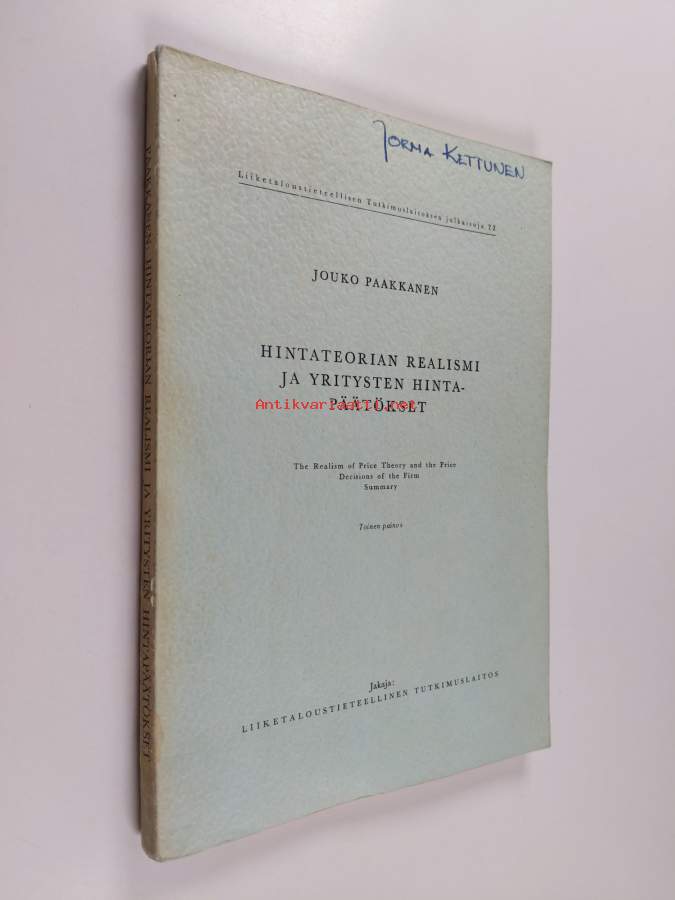 JORMA KETTUNEN
Liiketaloustieteellisen Tutkimuslaitoksen julkaisuja 22
JOUKO PAAKKANEN
HINTATEORIAN REALISMI
JA YRITYSTEN HINTA-
PÄÄTÖKSET
Antikvariaatti.net
The Realism of Price Theory and the Price
Decisions of the Firm
Summary
Toinen painos
Jakaja:
LIIKETALOUSTIETEELLINEN TUTKIMUSLAITOS
PAAKKANEN: HINTATEORIAN REALISMI JA YRITYSTEN HINTAPÄÄTÖKSET